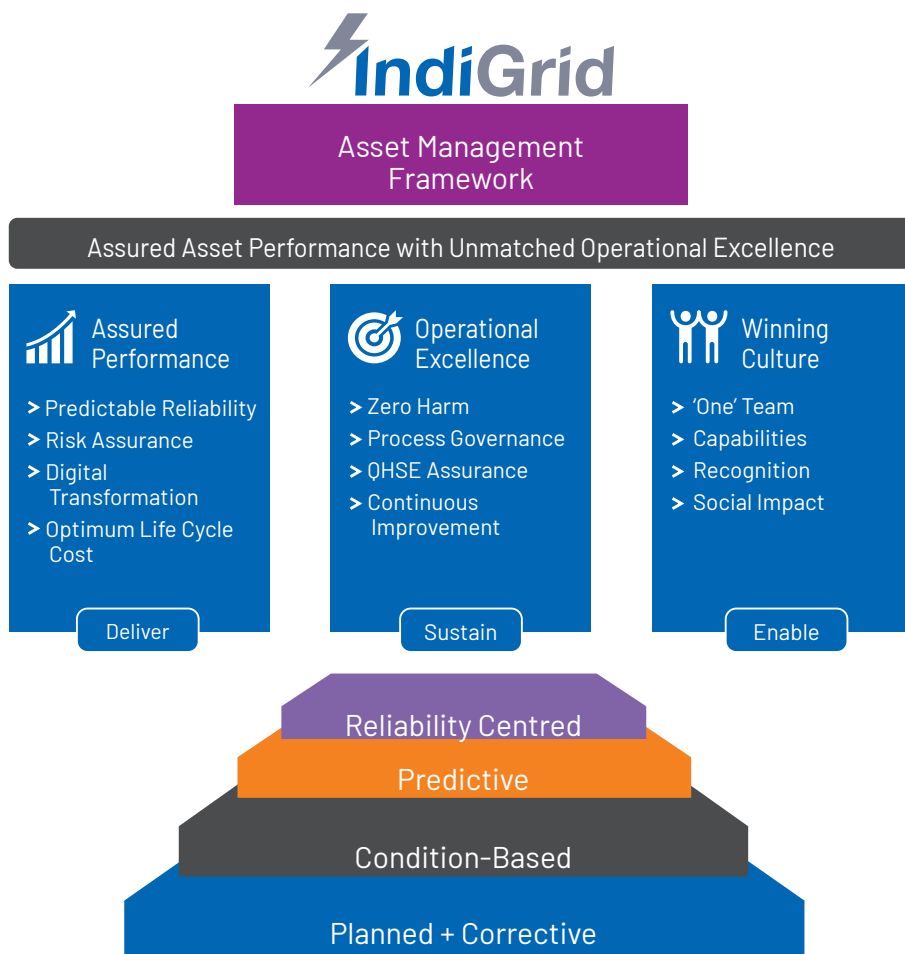 IndiGrid
Asset Management
Framework
Assured Asset Performance with Unmatched Operational Excellence
Assured
Performance
> Predictable Reliability
> Risk Assurance
> Digital
Transformation
> Optimum Life Cycle
Cost
Deliver
Operational
Excellence
> Zero Harm
> Process Governance
> QHSE Assurance
> Continuous
Improvement
Sustain
Winning
Culture
> ‘One’ Team
> Capabilities
> Recognition
> Social Impact
Enable
Reliability Centred
Predictive
Condition-Based
Planned + Corrective